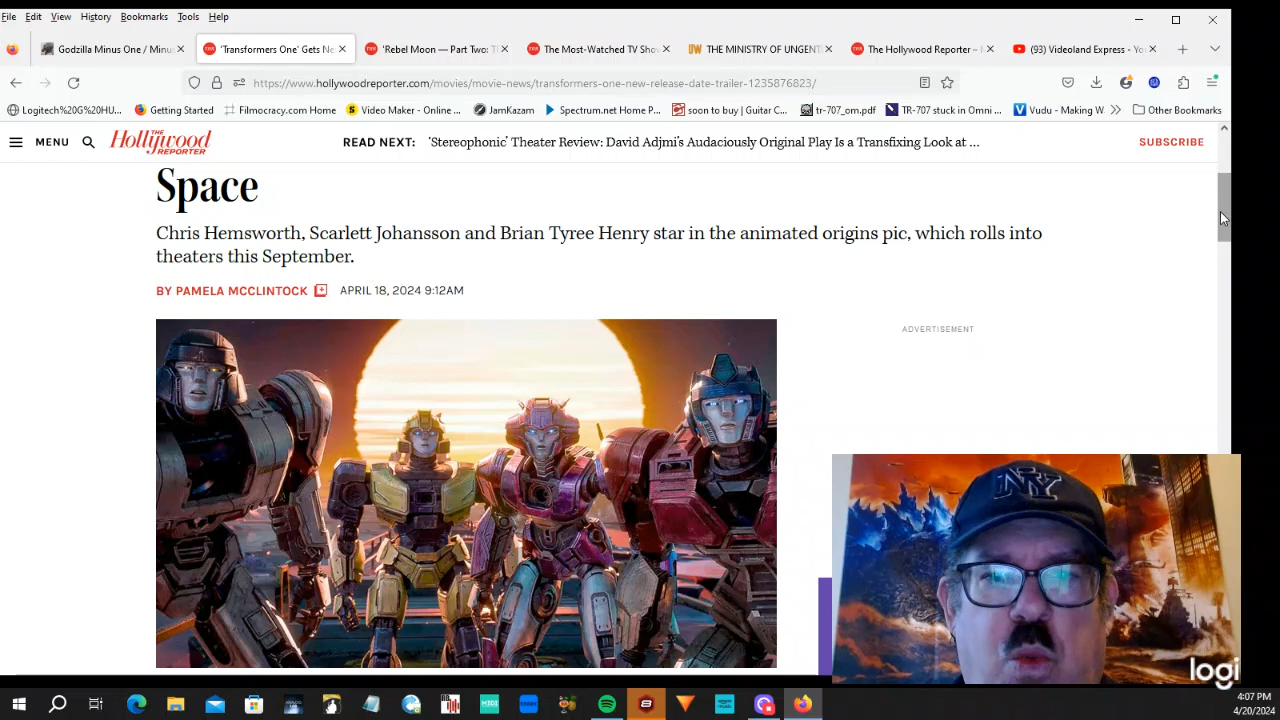 File Edit View History Bookmarks Tools Help
Godzilla Minus One / Minu
'Transformers One' Gets Ne
'Rebel Moon — Part Two: T
The Most-Watched TV Sho
THE MINISTRY OF UNGENT
The Hollywood Reporter –
(93) Videoland Express - Yo
https://www.hollywoodreporter.com/movies/movie-news/transformers-one-new-release-date-trailer-1235876823/
Logitech%20G%20HU... Getting Started Filmocracy.com Home Video Maker - Online ... JamKazam Spectrum.net Home P... soon to buy | Guitar C... tr-707_om.pdf TR-707 stuck in Omni ... Vudu - Making W Other Bookmarks
MENU The Hollywood REPORTER READ NEXT: 'Stereophonic' Theater Review: David Adjmi's Audaciously Original Play Is a Transfixing Look at ... SUBSCRIBE
Space
Chris Hemsworth, Scarlett Johansson and Brian Tyree Henry star in the animated origins pic, which rolls into
theaters this September.
BY PAMELA MCCLINTOCK APRIL 18, 2024 9:12AM
ADVERTISEMENT
NY
logi
MIDI
4:07 PM
4/20/2024